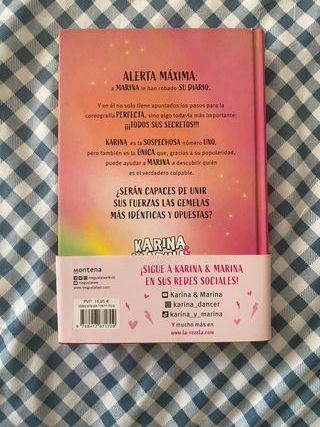 ALERTA MÁXIMA:
a MARINA le han robado SU DIARIO.
Y en él no solo tiene apuntados los pasos para la
coreografía PERFECTA, sino algo todavía más importante:
¡¡¡TODOS SUS SECRETOS!!!
KARINA es la SOSPECHOSA número UNO,
pero también es la ÚNICA que, gracias a su popularidad,
puede ayudar a MARINA a descubrir quién
es el verdadero culpable.
¿SERÁN CAPACES DE UNIR
SUS FUERZAS LAS GEMELAS
MÁS IDÉNTICAS Y OPUESTAS?
KARINA
montena
¡SIGUE A KARINA & MARINA
EN SUS REDES SOCIALES!
Karina & Marina
karina_dancer
karina_y_marina
Y mucho más en
www.la-rezeta.com